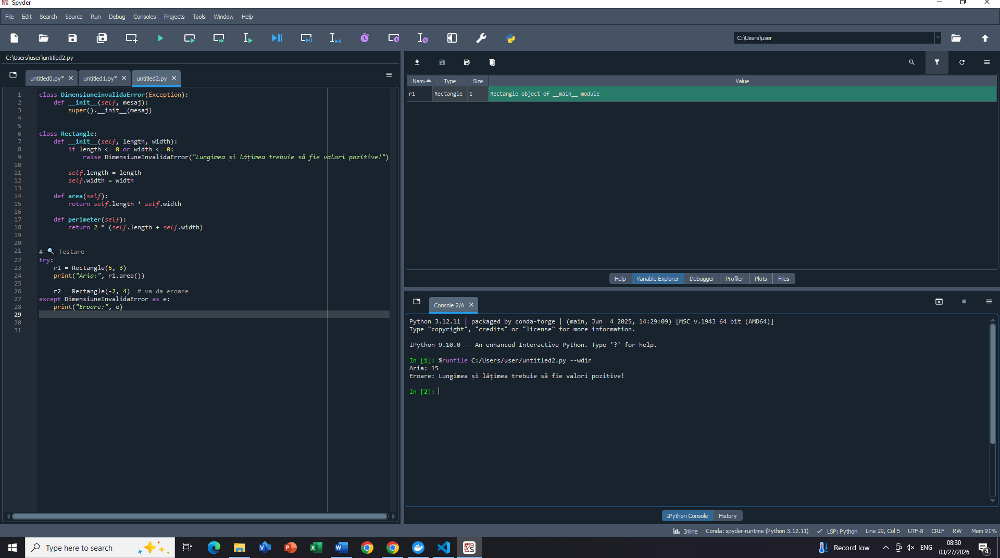 Spyder
File Edit Search Source Run Debug Consoles Projects Tools Window Help
C:\Users\user
C:\Users\user\untitled2.py
untitled0.py* untitled1.py* untitled2.py
1 class DimensiuneInvalidaError(Exception):
2 def __init__(self, mesaj):
3 super().__init__(mesaj)
4
5
6 class Rectangle:
7 def __init__(self, length, width):
8 if length <= 0 or width <= 0:
9 raise DimensiuneInvalidaError("Lungimea și lățimea trebuie să fie valori pozitive!")
10
11 self.length = length
12 self.width = width
13
14 def area(self):
15 return self.length * self.width
16
17 def perimeter(self):
18 return 2 * (self.length + self.width)
19
20
21 # 🔍 Testare
22 try:
23 r1 = Rectangle(5, 3)
24 print("Aria:", r1.area())
25
26 r2 = Rectangle(-2, 4) # va da eroare
27 except DimensiuneInvalidaError as e:
28 print("Eroare:", e)
29
30
31
Nam Type Size Value
r1 Rectangle 1 Rectangle object of __main__ module
Help Variable Explorer Debugger Profiler Plots Files
Console 2/A
Python 3.12.11 | packaged by conda-forge | (main, Jun 4 2025, 14:29:09) [MSC v.1943 64 bit (AMD64)]
Type "copyright", "credits" or "license" for more information.
IPython 9.10.0 -- An enhanced Interactive Python. Type '?' for help.
In [1]: %runfile C:/Users/user/untitled2.py --wdir
Aria: 15
Eroare: Lungimea și lățimea trebuie să fie valori pozitive!
In [2]:
IPython Console History
Inline Conda: spyder-runtime (Python 3.12.11) LSP: Python Line 29, Col 5 UTF-8 CRLF RW Mem 91%
Type here to search
Record low
ENG
08:30
03/27/2026
4